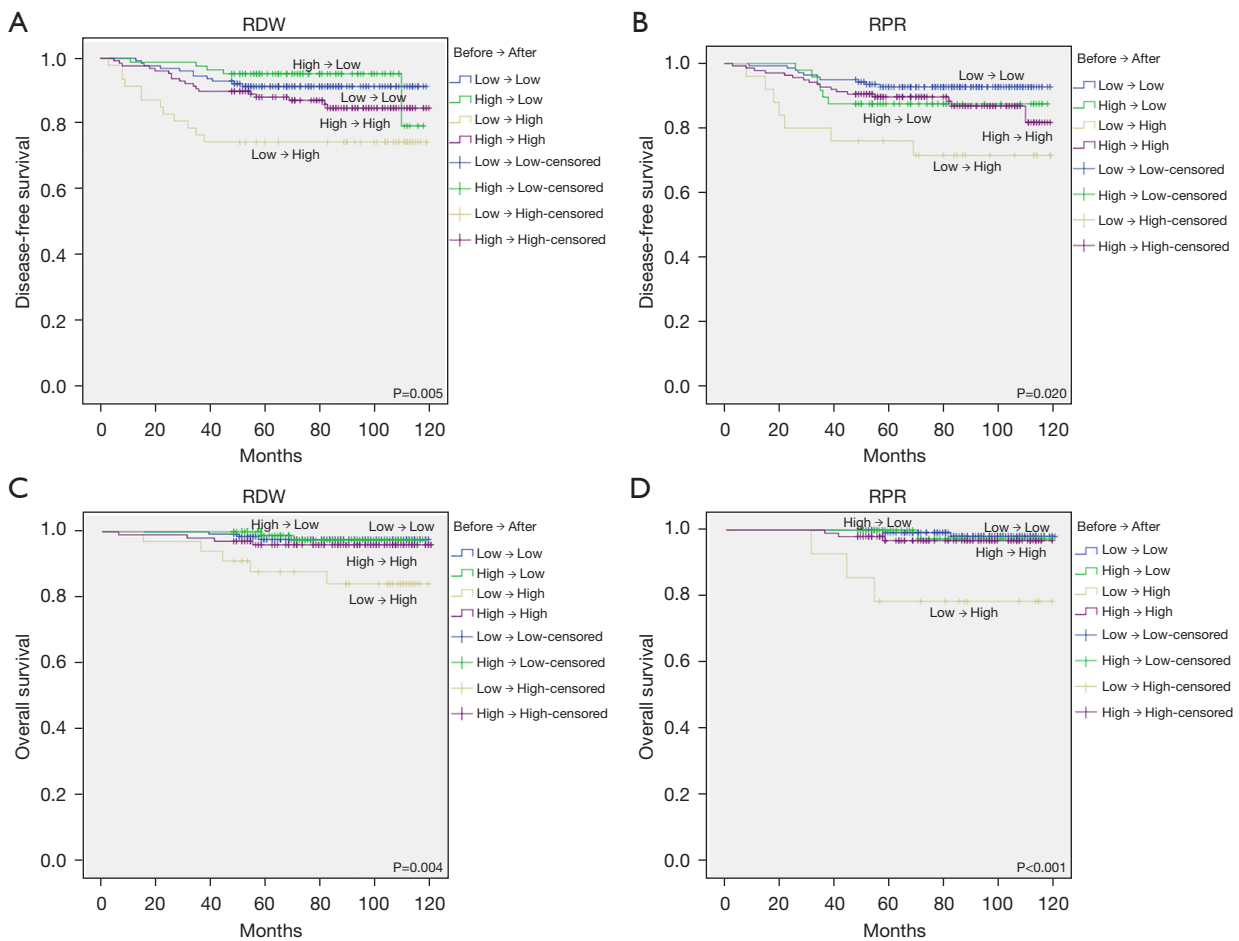 A
RDW
Disease-free survival
1.0
0.8
0.6
0.4
0.2
0.0
High → Low
Low → Low
High → High
Low → High
P=0.005
0 20 40 60 80 100 120
Months
Before → After
Low → Low
High → Low
Low → High
High → High
Low → Low-censored
High → Low-censored
Low → High-censored
High → High-censored
B
RPR
Disease-free survival
1.0
0.8
0.6
0.4
0.2
0.0
Low → Low
High → Low
High → High
Low → High
P=0.020
0 20 40 60 80 100 120
Months
Before → After
Low → Low
High → Low
Low → High
High → High
Low → Low-censored
High → Low-censored
Low → High-censored
High → High-censored
C
RDW
Overall survival
1.0
0.8
0.6
0.4
0.2
0.0
High → Low
Low → Low
High → High
Low → High
P=0.004
0 20 40 60 80 100 120
Months
Before → After
Low → Low
High → Low
Low → High
High → High
Low → Low-censored
High → Low-censored
Low → High-censored
High → High-censored
D
RPR
Overall survival
1.0
0.8
0.6
0.4
0.2
0.0
High → Low
Low → Low
High → High
Low → High
P<0.001
0 20 40 60 80 100 120
Months
Before → After
Low → Low
High → Low
Low → High
High → High
Low → Low-censored
High → Low-censored
Low → High-censored
High → High-censored